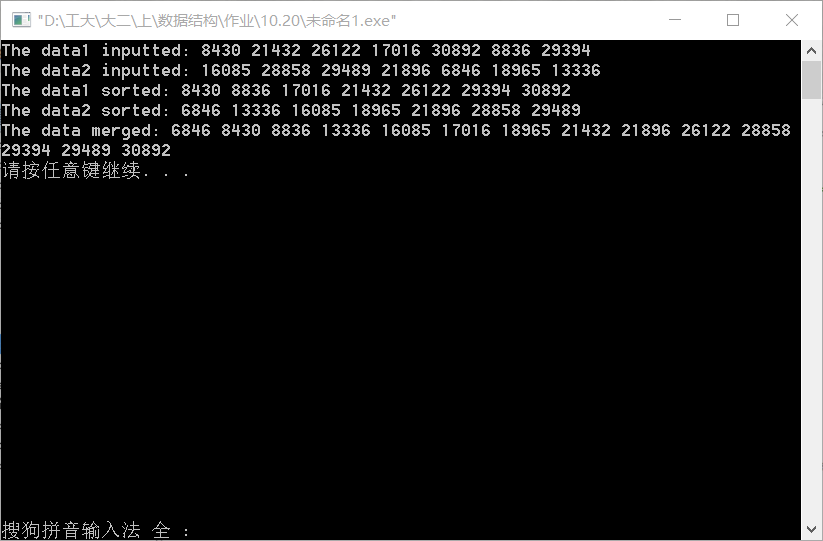 "D:\工大\大二\上\数据结构\作业\10.20\未命名1.exe"
The data1 inputted: 8430 21432 26122 17016 30892 8836 29394
The data2 inputted: 16085 28858 29489 21896 6846 18965 13336
The data1 sorted: 8430 8836 17016 21432 26122 29394 30892
The data2 sorted: 6846 13336 16085 18965 21896 28858 29489
The data merged: 6846 8430 8836 13336 16085 17016 18965 21432 21896 26122 28858
29394 29489 30892
请按任意键继续. . .
搜狗拼音输入法 全 :